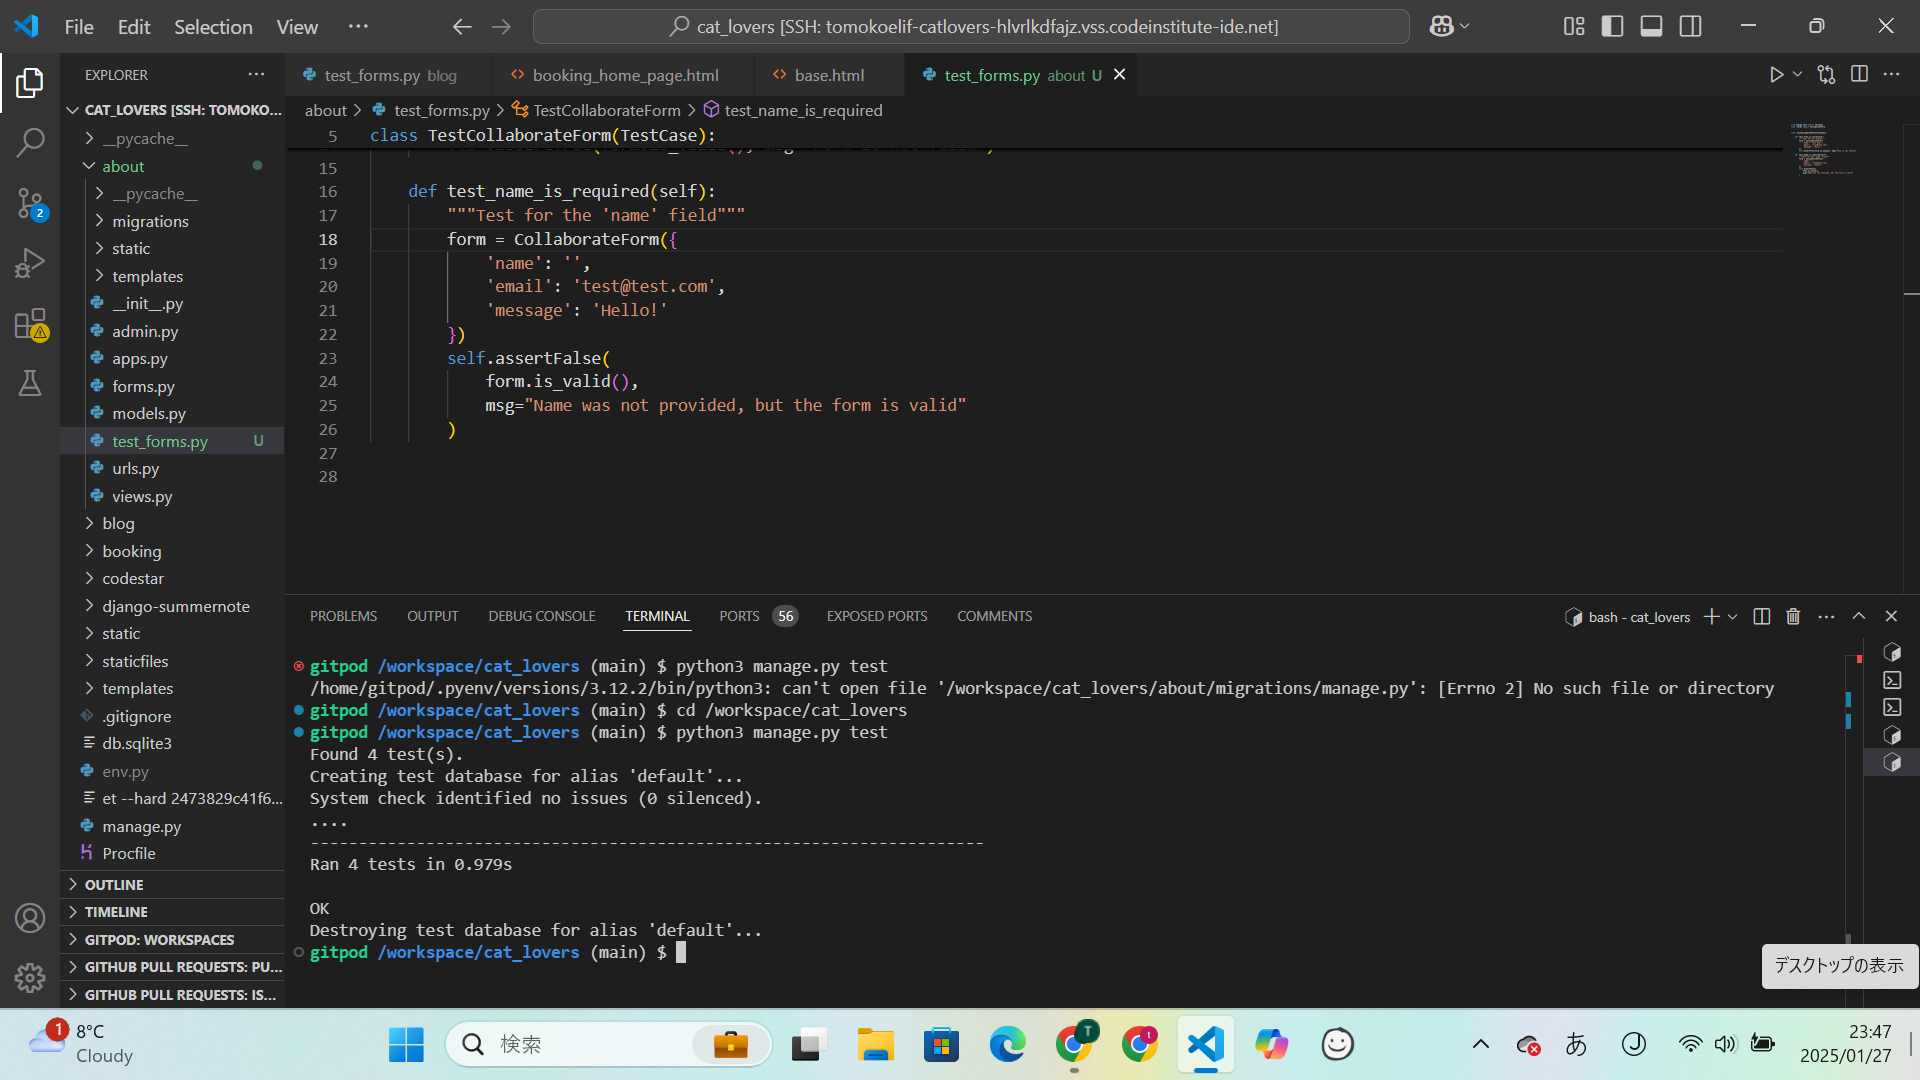 File Edit Selection View ···
cat_lovers [SSH: tomokoelif-catlovers-hlvrlkdfajz.vss.codeinstitute-ide.net]
EXPLORER
CAT_LOVERS [SSH: TOMOKO...
__pycache__
about
__pycache__
migrations
static
templates
__init__.py
admin.py
apps.py
forms.py
models.py
test_forms.py U
urls.py
views.py
blog
booking
codestar
django-summernote
static
staticfiles
templates
.gitignore
db.sqlite3
env.py
et --hard 2473829c41f6...
manage.py
Procfile
OUTLINE
TIMELINE
GITPOD: WORKSPACES
GITHUB PULL REQUESTS: PU...
GITHUB PULL REQUESTS: IS...
2
test_forms.py blog
booking_home_page.html
base.html
test_forms.py about U
about > test_forms.py > TestCollaborateForm > test_name_is_required
5 class TestCollaborateForm(TestCase):
15
16 def test_name_is_required(self):
17 """Test for the 'name' field"""
18 form = CollaborateForm({
19 'name': '',
20 'email': 'test@test.com',
21 'message': 'Hello!'
22 })
23 self.assertFalse(
24 form.is_valid(),
25 msg="Name was not provided, but the form is valid"
26 )
27
28
PROBLEMS OUTPUT DEBUG CONSOLE TERMINAL PORTS 56 EXPOSED PORTS COMMENTS
bash - cat_lovers
gitpod /workspace/cat_lovers (main) $ python3 manage.py test
/home/gitpod/.pyenv/versions/3.12.2/bin/python3: can't open file '/workspace/cat_lovers/about/migrations/manage.py': [Errno 2] No such file or directory
gitpod /workspace/cat_lovers (main) $ cd /workspace/cat_lovers
gitpod /workspace/cat_lovers (main) $ python3 manage.py test
Found 4 test(s).
Creating test database for alias 'default'...
System check identified no issues (0 silenced).
....
----------------------------------------------------------------------
Ran 4 tests in 0.979s
OK
Destroying test database for alias 'default'...
gitpod /workspace/cat_lovers (main) $
デスクトップの表示
1
8°C
Cloudy
検索
T
t
あ
J
23:47
2025/01/27